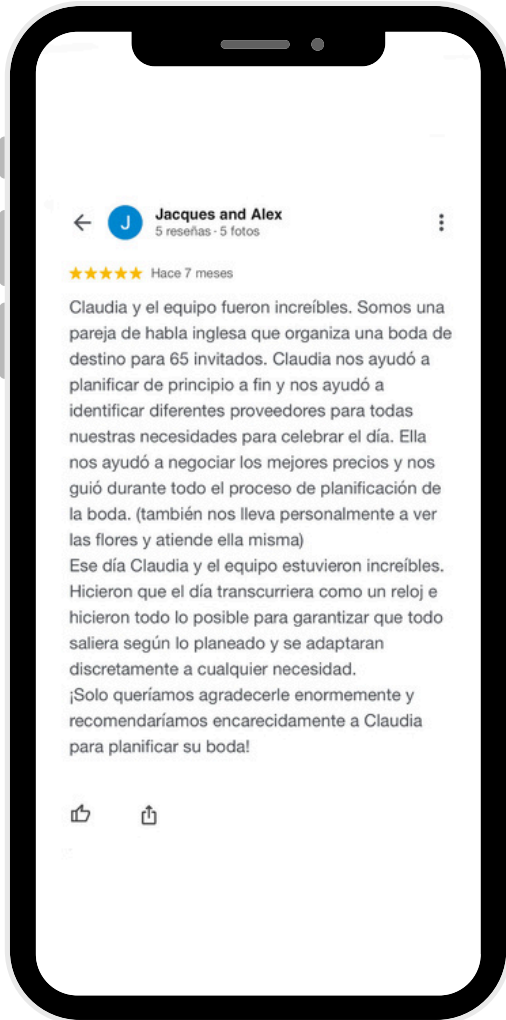 Jacques and Alex
5 reseñas · 5 fotos
J
Hace 7 meses
Claudia y el equipo fueron increíbles. Somos una
pareja de habla inglesa que organiza una boda de
destino para 65 invitados. Claudia nos ayudó a
planificar de principio a fin y nos ayudó a
identificar diferentes proveedores para todas
nuestras necesidades para celebrar el día. Ella
nos ayudó a negociar los mejores precios y nos
guió durante todo el proceso de planificación de
la boda. (también nos lleva personalmente a ver
las flores y atiende ella misma)
Ese día Claudia y el equipo estuvieron increíbles.
Hicieron que el día transcurriera como un reloj e
hicieron todo lo posible para garantizar que todo
saliera según lo planeado y se adaptaran
discretamente a cualquier necesidad.
¡Solo queríamos agradecerle enormemente y
recomendaríamos encarecidamente a Claudia
para planificar su boda!